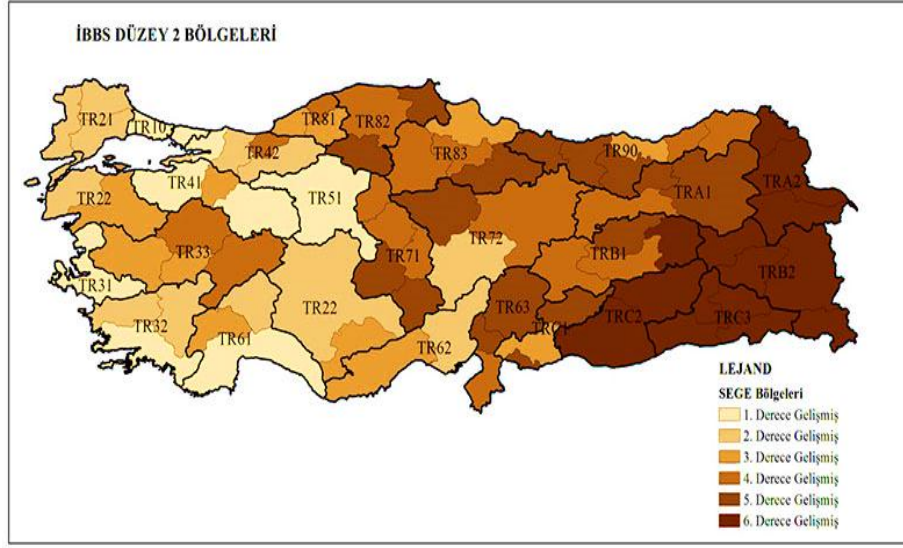 İBBS DÜZEY 2 BÖLGELERİ
TR21
TR10
TR81
TR82
TR42
TR83
TR90
TRA1
TRA2
TR41
TR51
TR22
TR33
TR71
TR72
TRB1
TRB2
TR31
TR32
TR61
TR22
TR62
TR63
TRC1
TRC2
TRC3
LEJAND
SEGE Bölgeleri
1. Derece Gelişmiş
2. Derece Gelişmiş
3. Derece Gelişmiş
4. Derece Gelişmiş
5. Derece Gelişmiş
6. Derece Gelişmiş